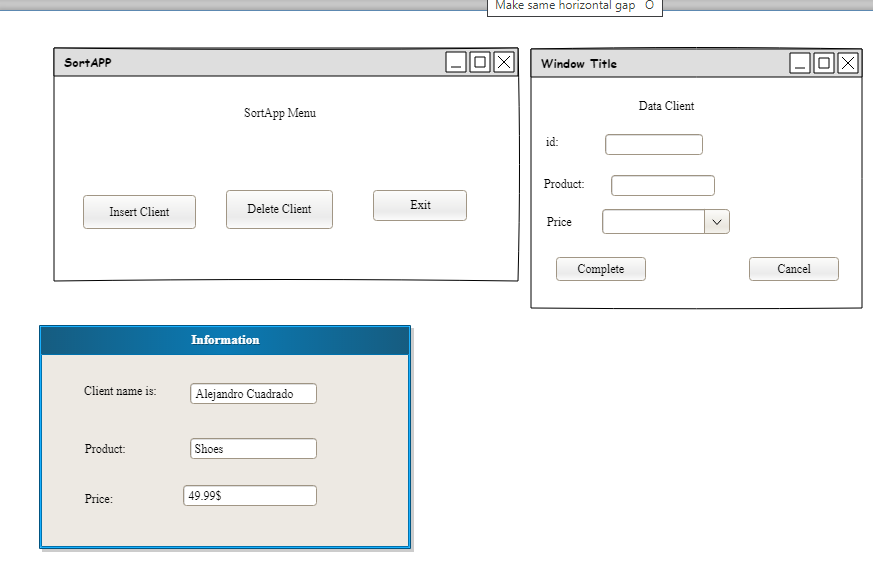 Make same horizontal gap O
SortAPP
SortApp Menu
Insert Client
Delete Client
Exit
Window Title
Data Client
id:
Product:
Price
Complete
Cancel
Information
Client name is:
Alejandro Cuadrado
Product:
Shoes
Price:
49.99$